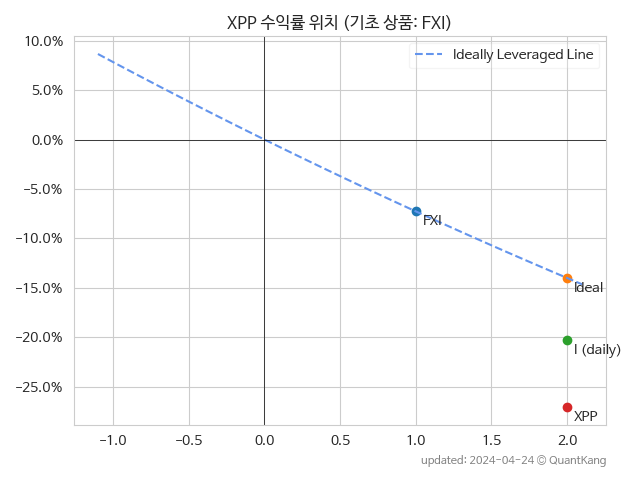 XPP 수익률 위치 (기초 상품: FXI)
10.0%
5.0%
0.0%
−5.0%
−10.0%
−15.0%
−20.0%
−25.0%
Ideally Leveraged Line
FXI
Ideal
I (daily)
XPP
−1.0 −0.5 0.0 0.5 1.0 1.5 2.0
updated: 2024-04-24 © QuantKang